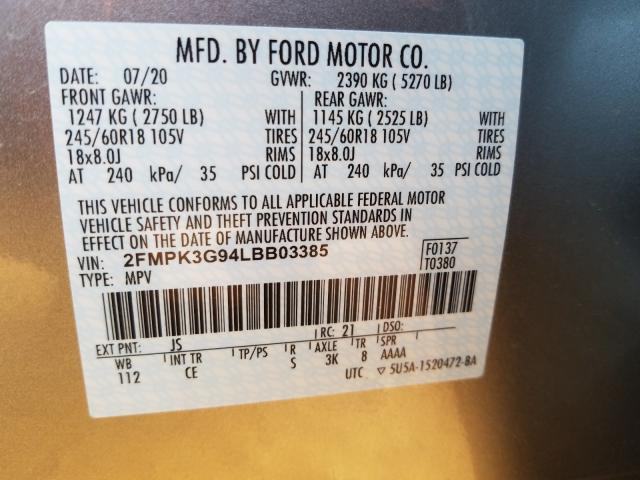 MFD. BY FORD MOTOR CO.
DATE: 07/20 GVWR: 2390 KG ( 5270 LB)
FRONT GAWR: REAR GAWR:
1247 KG ( 2750 LB) WITH 1145 KG ( 2525 LB) WITH
245/60R18 105V TIRES 245/60R18 105V TIRES
18x8.0J RIMS 18x8.0J RIMS
AT 240 kPa/ 35 PSI COLD AT 240 kPa/ 35 PSI COLD
THIS VEHICLE CONFORMS TO ALL APPLICABLE FEDERAL MOTOR
VEHICLE SAFETY AND THEFT PREVENTION STANDARDS IN
EFFECT ON THE DATE OF MANUFACTURE SHOWN ABOVE.
VIN: 2FMPK3G94LBB03385 F0137
TYPE: MPV T0380
EXT PNT: JS RC: 21 DSO:
WB INT TR TP/PS R AXLE TR SPR
112 CE S 3K 8 AAAA
UTC ▽ 5U5A-1520472-BA